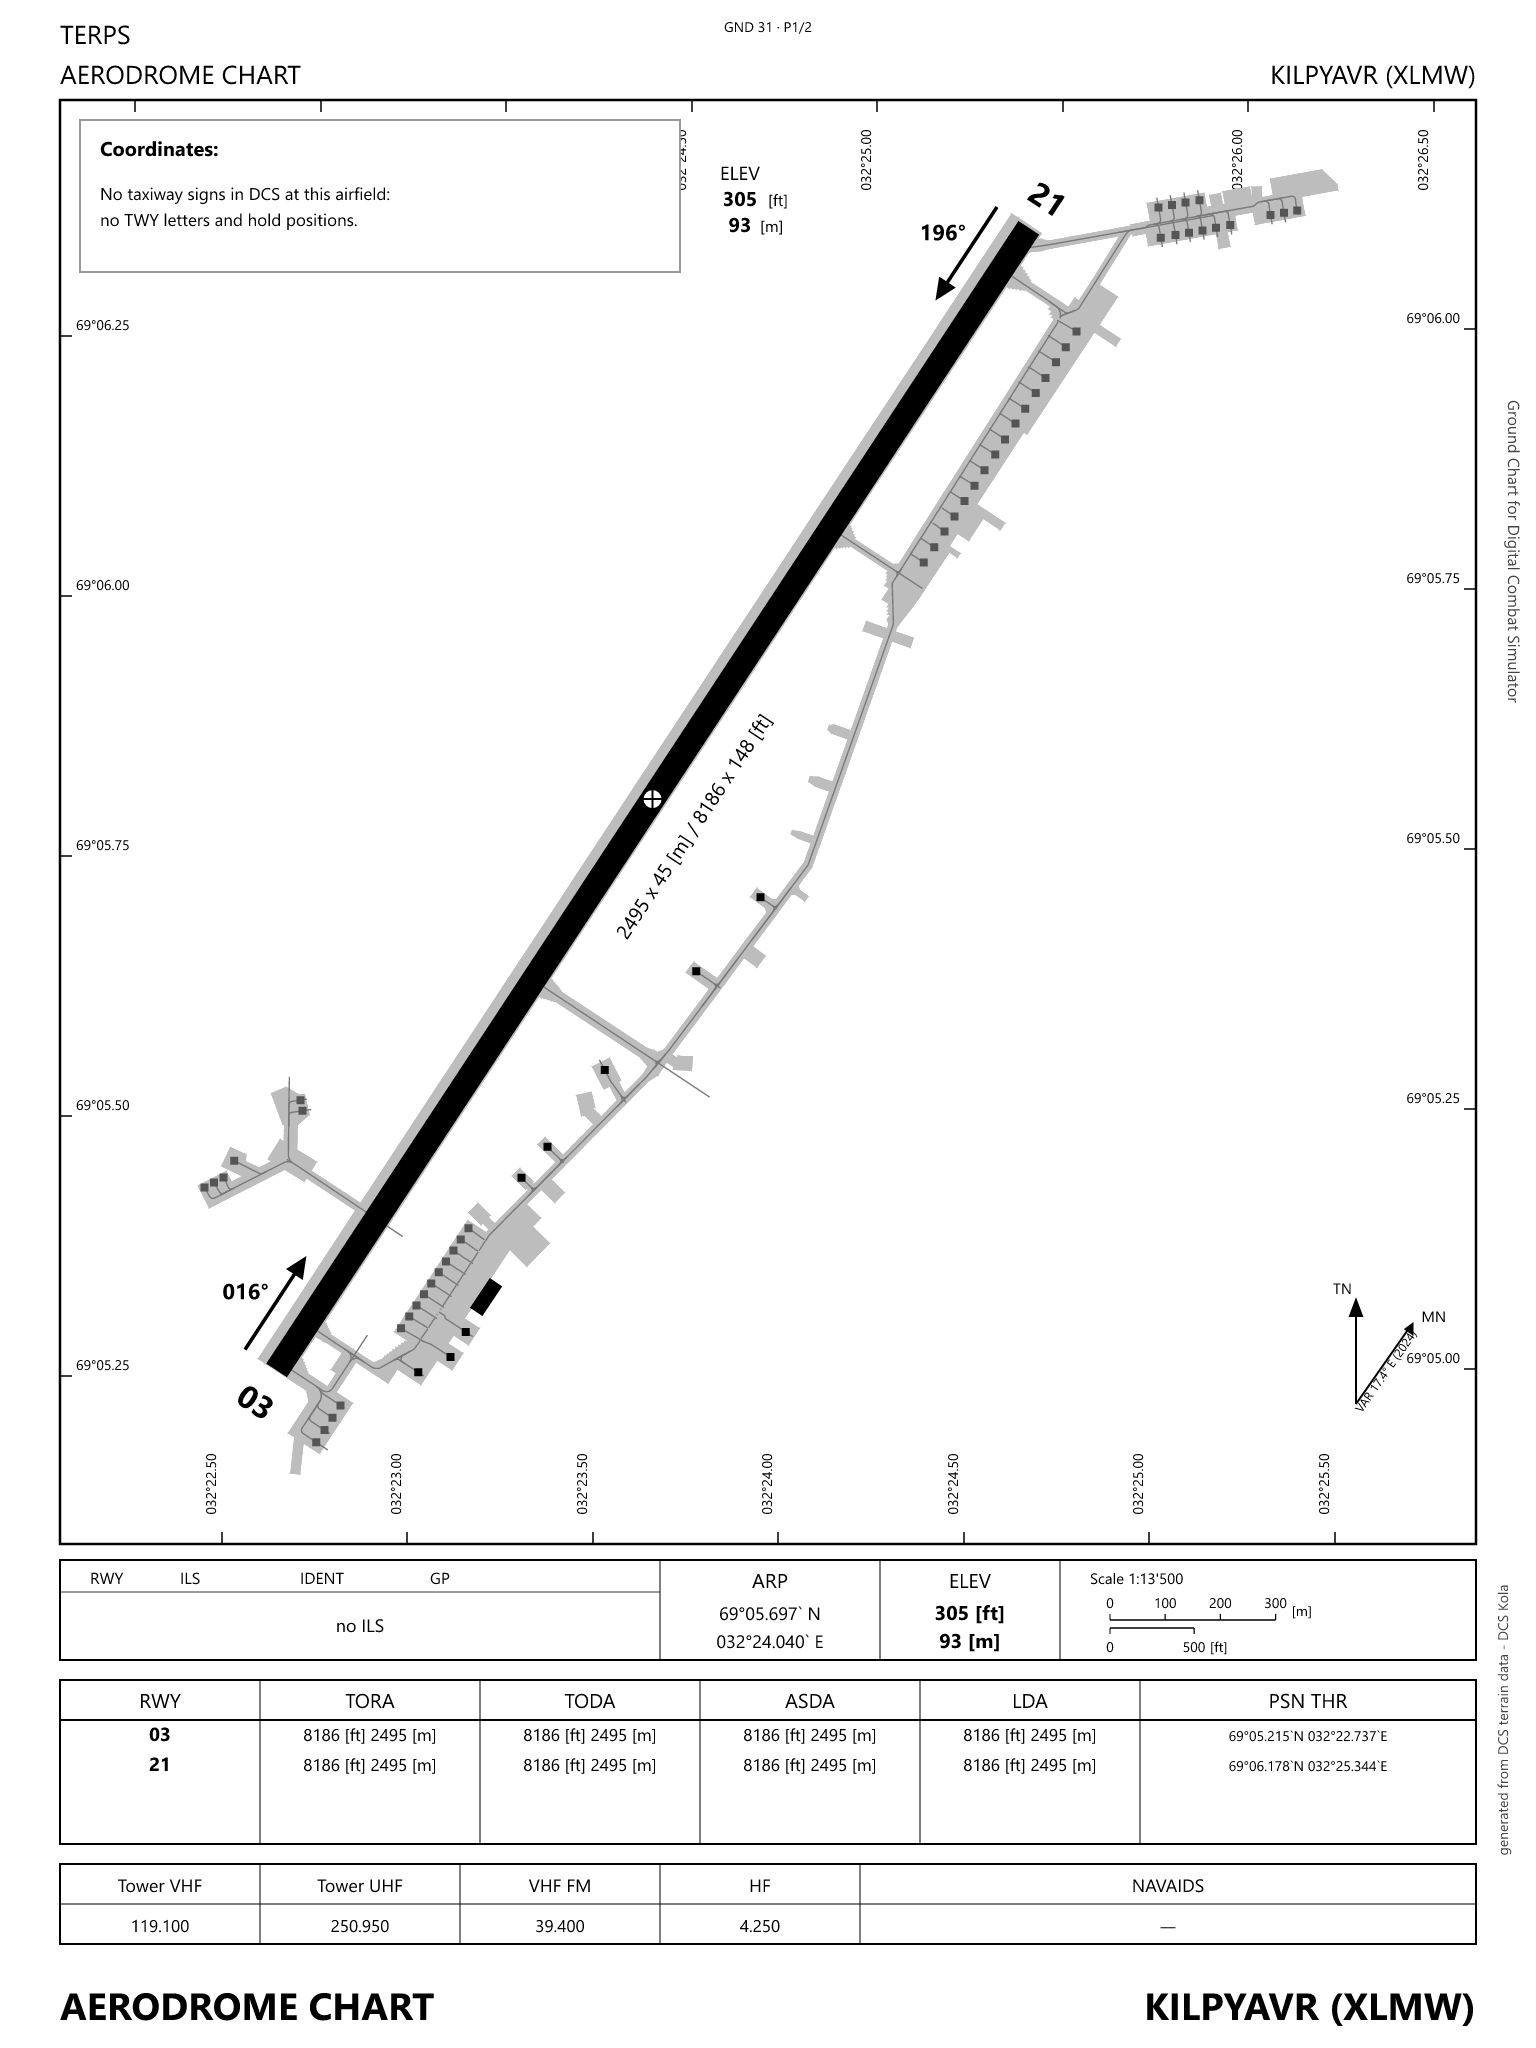 GND 31 · P1/2
TERPS
AERODROME CHART
KILPYAVR (XLMW)
Coordinates:
No taxiway signs in DCS at this airfield:
no TWY letters and hold positions.
032°25.00
032°26.00
032°26.50
ELEV
305 [ft]
93 [m]
21
196°
69°06.25
69°06.00
69°06.00
69°05.75
69°05.75
69°05.50
69°05.50
69°05.25
69°05.25
69°05.00
2495 x 45 [m] / 8186 x 148 [ft]
016°
03
TN
MN
VAR 17.4° E (2024)
032°22.50
032°23.00
032°23.50
032°24.00
032°24.50
032°25.00
032°25.50
Ground Chart for Digital Combat Simulator
RWY ILS IDENT GP
no ILS
ARP
69°05.697` N
032°24.040` E
ELEV
305 [ft]
93 [m]
Scale 1:13'500
0 100 200 300 [m]
0 500 [ft]
generated from DCS terrain data - DCS Kola
RWY TORA TODA ASDA LDA PSN THR
03 8186 [ft] 2495 [m] 8186 [ft] 2495 [m] 8186 [ft] 2495 [m] 8186 [ft] 2495 [m] 69°05.215`N 032°22.737`E
21 8186 [ft] 2495 [m] 8186 [ft] 2495 [m] 8186 [ft] 2495 [m] 8186 [ft] 2495 [m] 69°06.178`N 032°25.344`E
Tower VHF Tower UHF VHF FM HF NAVAIDS
119.100 250.950 39.400 4.250 —
AERODROME CHART
KILPYAVR (XLMW)